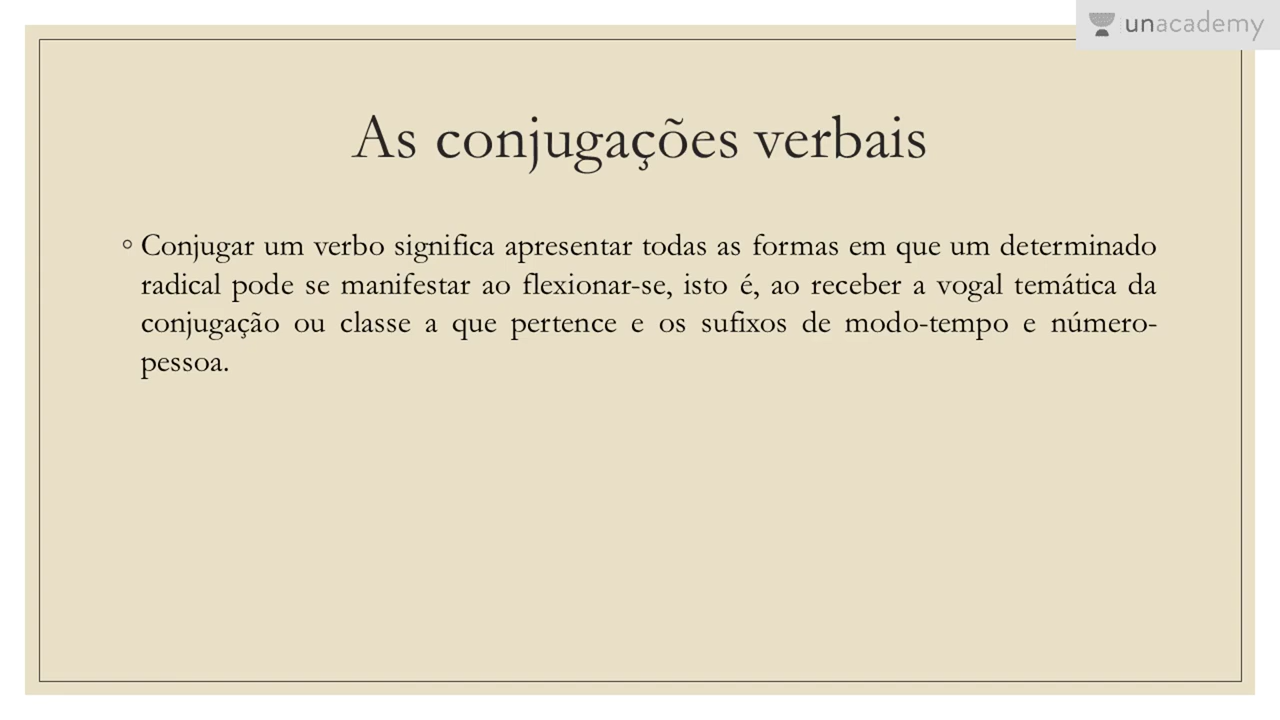 unacademy
As conjugações verbais
◦ Conjugar um verbo significa apresentar todas as formas em que um determinado
radical pode se manifestar ao flexionar-se, isto é, ao receber a vogal temática da
conjugação ou classe a que pertence e os sufixos de modo-tempo e número-
pessoa.